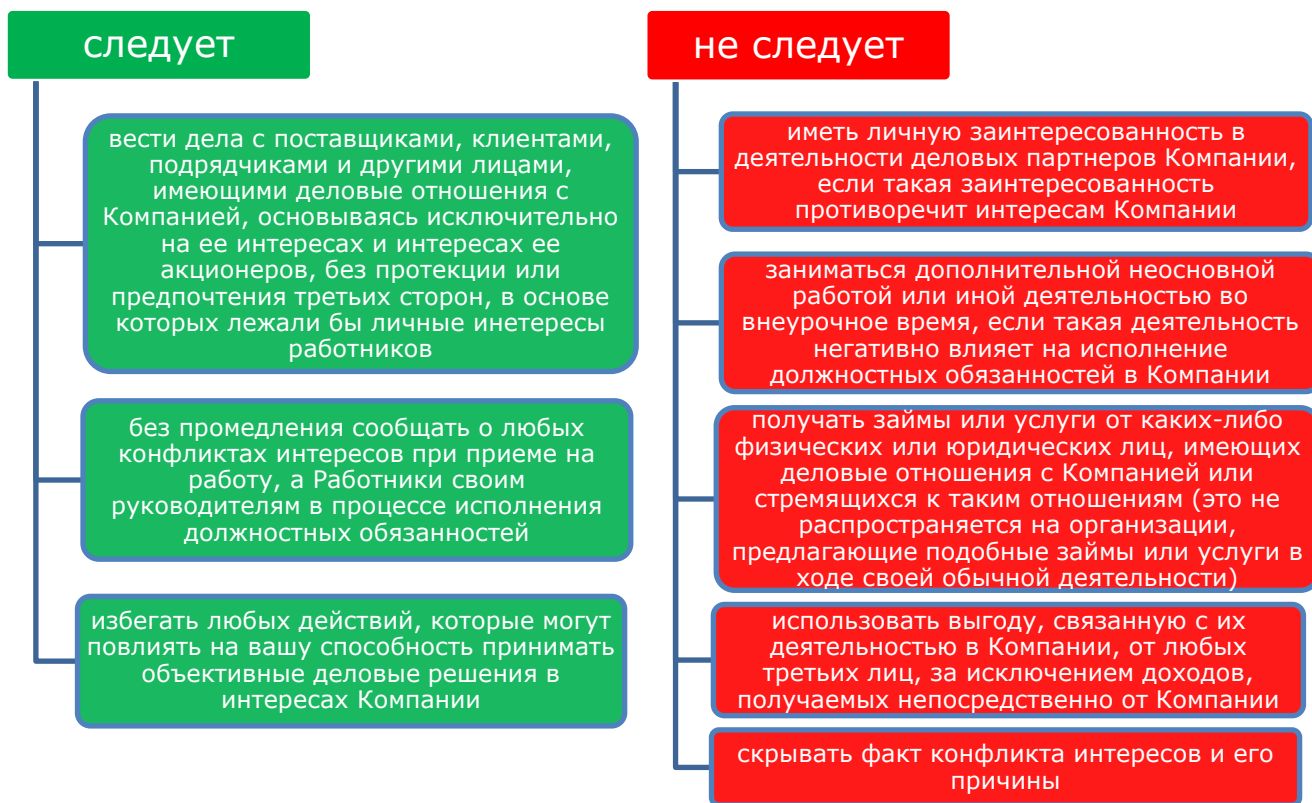 следует
вести дела с поставщиками, клиентами,
подрядчиками и другими лицами,
имеющими деловые отношения с
Компанией, основываясь исключительно
на ее интересах и интересах ее
акционеров, без протекции или
предпочтения третьих сторон, в основе
которых лежали бы личные инетересы
работников
без промедления сообщать о любых
конфликтах интересов при приеме на
работу, а Работники своим
руководителям в процессе исполнения
должностных обязанностей
избегать любых действий, которые могут
повлиять на вашу способность принимать
объективные деловые решения в
интересах Компании
не следует
иметь личную заинтересованность в
деятельности деловых партнеров Компании,
если такая заинтересованность
противоречит интересам Компании
заниматься дополнительной неосновной
работой или иной деятельностью во
внеурочное время, если такая деятельность
негативно влияет на исполнение
должностных обязанностей в Компании
получать займы или услуги от каких-либо
физических или юридических лиц, имеющих
деловые отношения с Компанией или
стремящихся к таким отношениям (это не
распространяется на организации,
предлагающие подобные займы или услуги в
ходе своей обычной деятельности)
использовать выгоду, связанную с их
деятельностью в Компании, от любых
третьих лиц, за исключением доходов,
получаемых непосредственно от Компании
скрывать факт конфликта интересов и его
причины